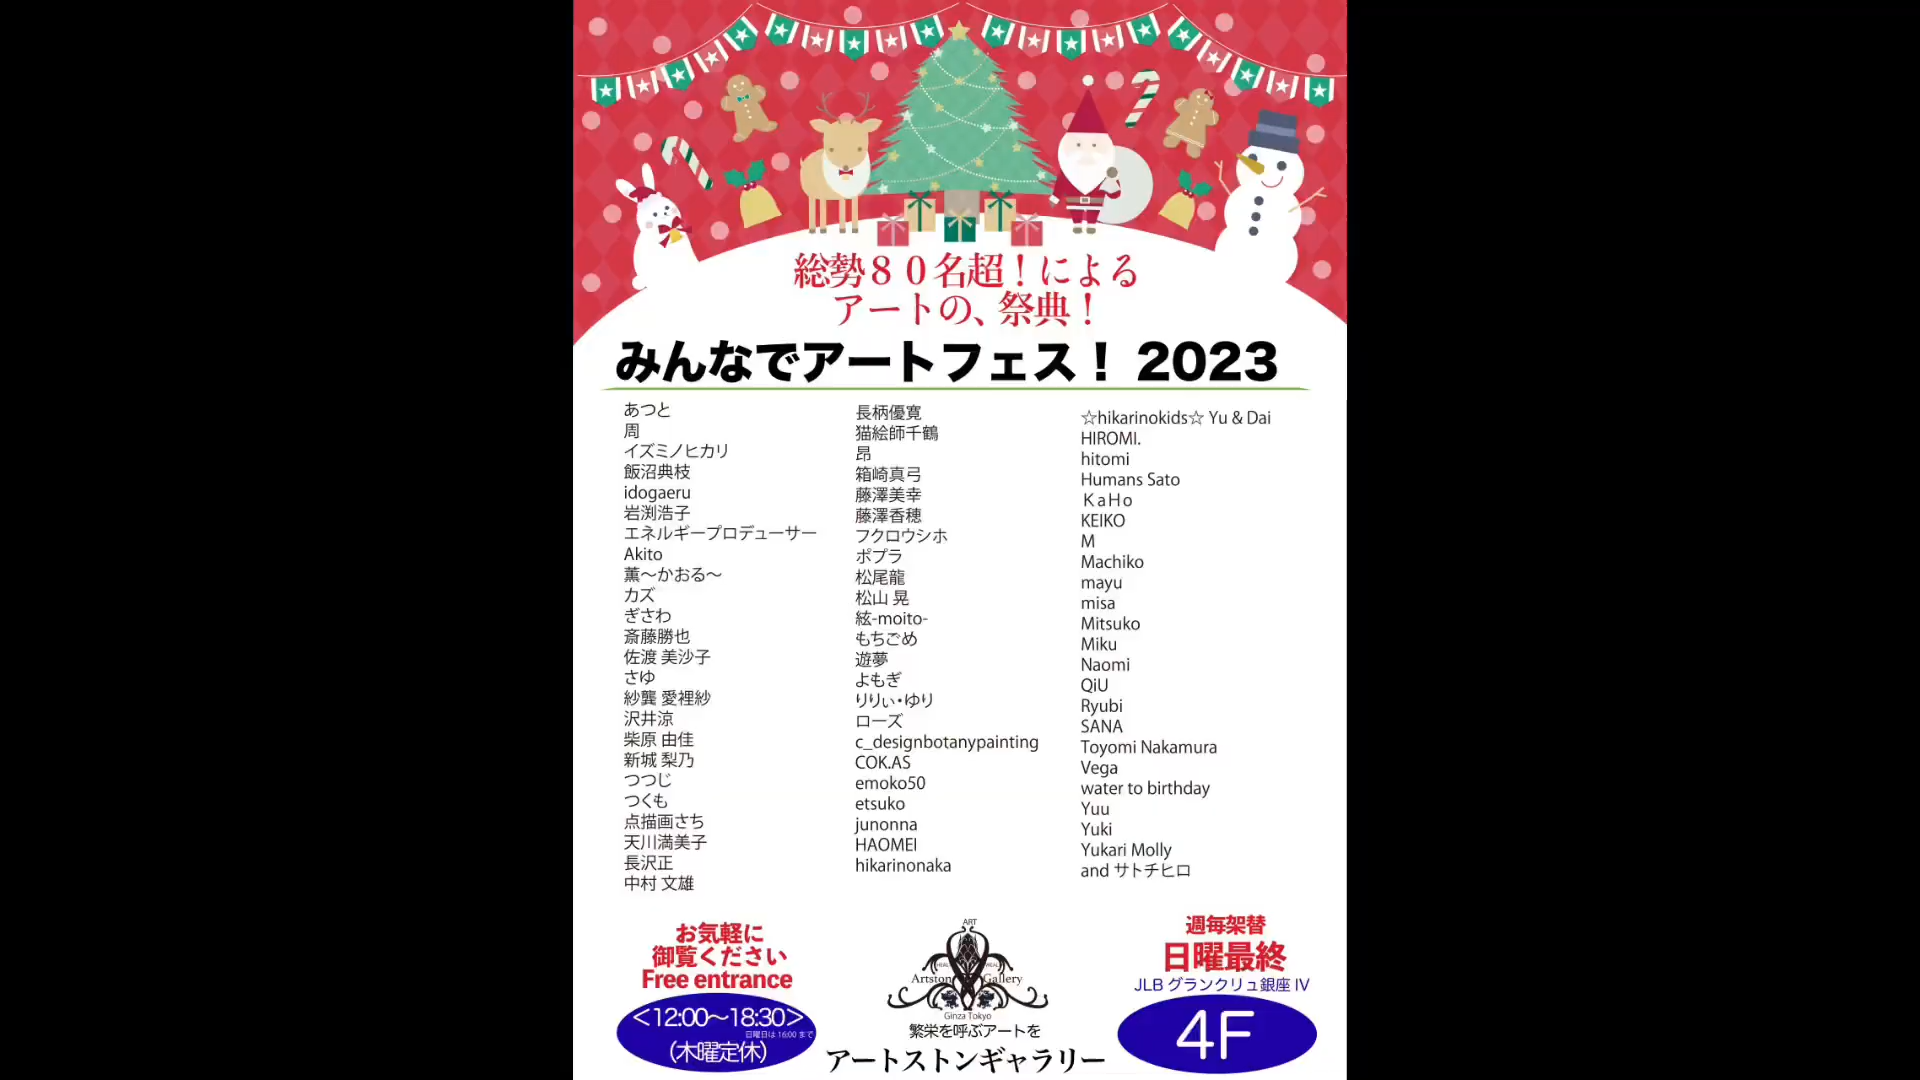 総勢８０名超！による
アートの、祭典！
みんなでアートフェス！ 2023
あつと
周
イズミノヒカリ
飯沼典枝
idogaeru
岩渕浩子
エネルギープロデューサー
Akito
薫～かおる～
カズ
ぎさわ
斎藤勝也
佐渡 美沙子
さゆ
紗龔 愛裡紗
沢井涼
柴原 由佳
新城 梨乃
つつじ
つくも
点描画さち
天川満美子
長沢正
中村 文雄
長柄優寛
猫絵師千鶴
昂
箱崎真弓
藤澤美幸
藤澤香穂
フクロウシホ
ポプラ
松尾龍
松山 晃
絃-moito-
もちごめ
遊夢
よもぎ
りりぃ・ゆり
ローズ
c_designbotanypainting
COK.AS
emoko50
etsuko
junonna
HAOMEI
hikarinonaka
☆hikarinokids☆ Yu & Dai
HIROMI.
hitomi
Humans Sato
ＫaＨo
KEIKO
M
Machiko
mayu
misa
Mitsuko
Miku
Naomi
QiU
Ryubi
SANA
Toyomi Nakamura
Vega
water to birthday
Yuu
Yuki
Yukari Molly
and サトチヒロ
お気軽に
御覧ください
Free entrance
＜12:00～18:30＞
日曜日は 16:00 まで
(木曜定休)
ART
Artston Gallery
Ginza Tokyo
繁栄を呼ぶアートを
アートストンギャラリー
週毎架替
日曜最終
JLB グランクリュ銀座 IV
4F